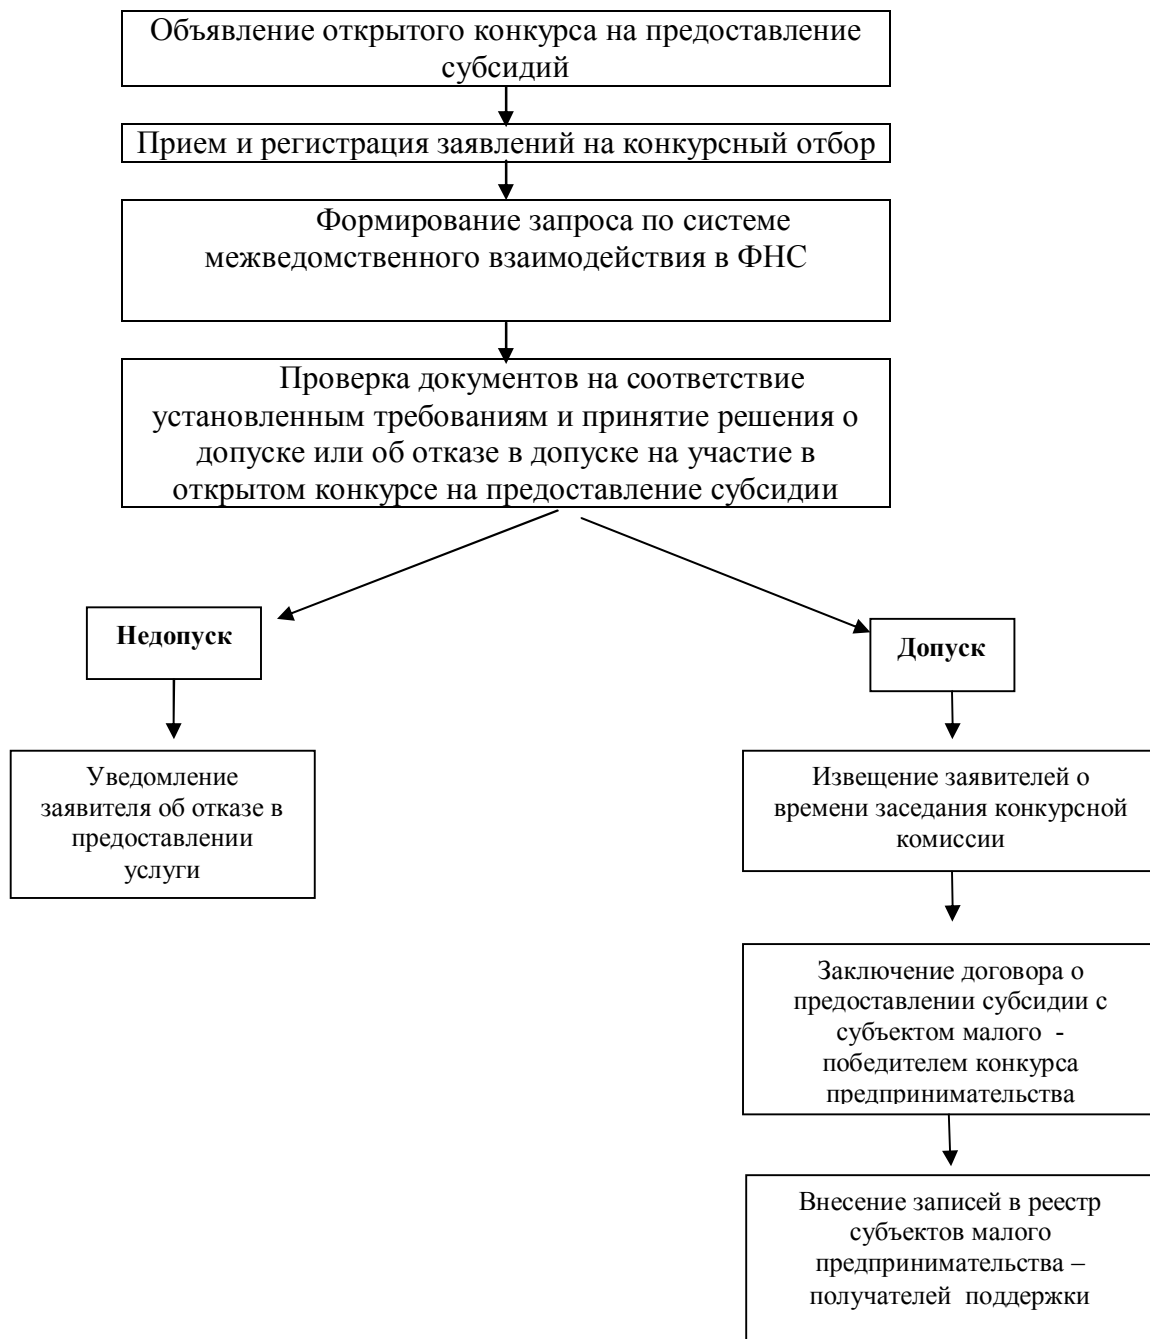 Объявление открытого конкурса на предоставление
субсидий
Прием и регистрация заявлений на конкурсный отбор
Формирование запроса по системе
межведомственного взаимодействия в ФНС
Проверка документов на соответствие
установленным требованиям и принятие решения о
допуске или об отказе в допуске на участие в
открытом конкурсе на предоставление субсидии
Недопуск
Допуск
Уведомление
заявителя об отказе в
предоставлении
услуги
Извещение заявителей о
времени заседания конкурсной
комиссии
Заключение договора о
предоставлении субсидии с
субъектом малого -
победителем конкурса
предпринимательства
Внесение записей в реестр
субъектов малого
предпринимательства –
получателей поддержки